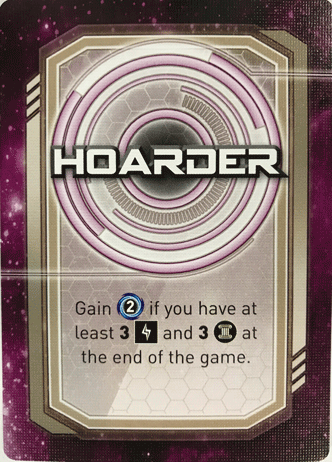 HOARDER
Gain 2 if you have at
least 3 and 3 at
the end of the game.